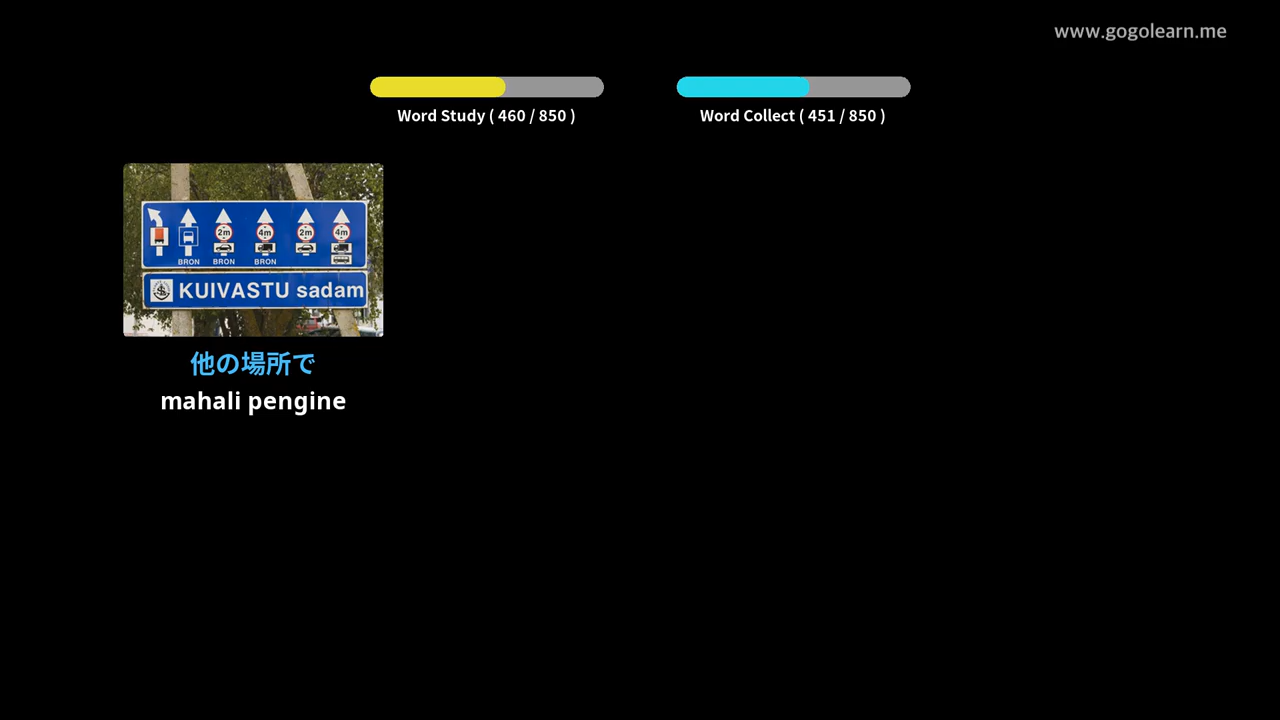 www.gogolearn.me
Word Study ( 460 / 850 )
Word Collect ( 451 / 850 )
2m 4m 2m 4m
BRON BRON BRON
KUIVASTU sadam
他の場所で
mahali pengine